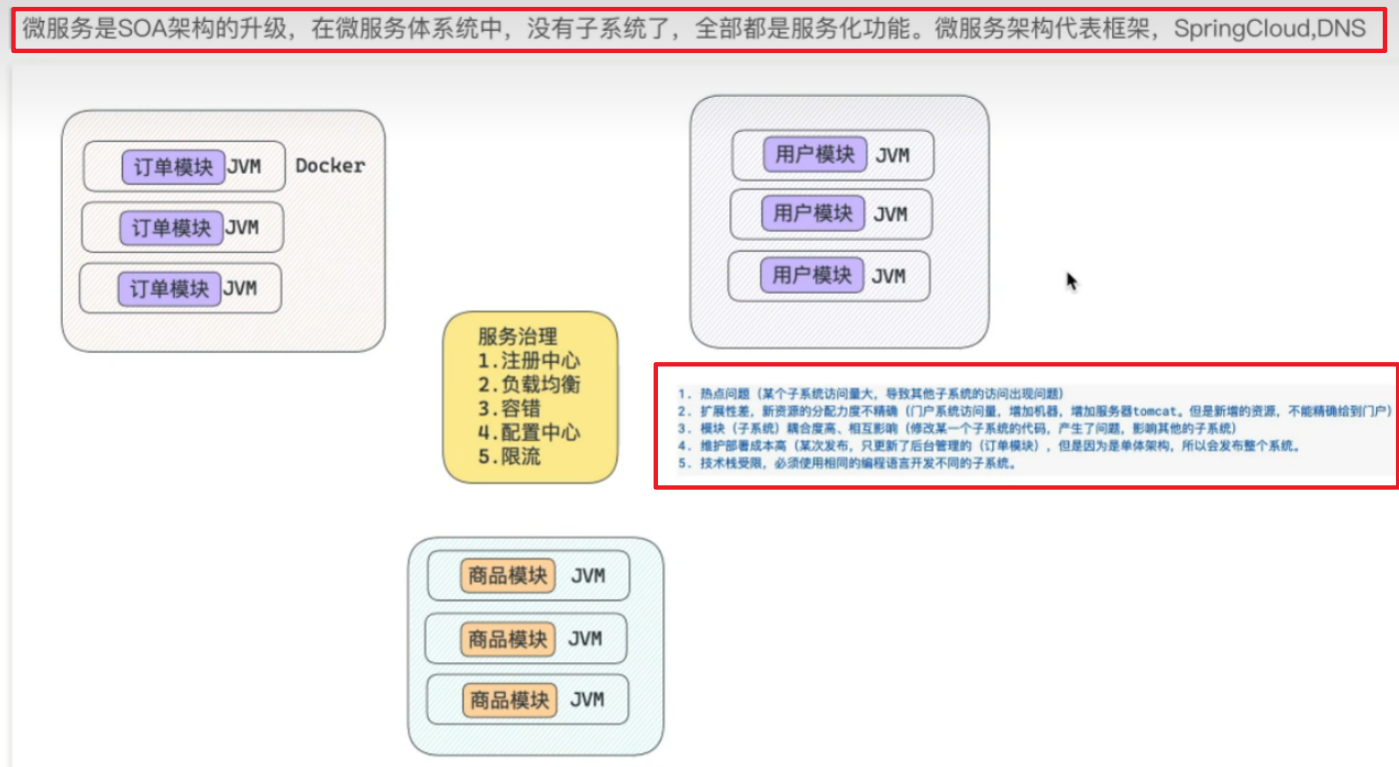 微服务是SOA架构的升级，在微服务体系统中，没有子系统了，全部都是服务化功能。微服务架构代表框架，SpringCloud,DNS
订单模块 JVM Docker
订单模块 JVM
订单模块 JVM
用户模块 JVM
用户模块 JVM
用户模块 JVM
服务治理
1.注册中心
2.负载均衡
3.容错
4.配置中心
5.限流
1. 热点问题（某个子系统访问量大，导致其他子系统的访问出现问题）
2. 扩展性差，新资源的分配力度不精确（门户系统访问量，增加机器，增加服务器tomcat。但是新增的资源，不能精确给到门户）
3. 模块（子系统）耦合度高、相互影响（修改某一个子系统的代码，产生了问题，影响其他的子系统）
4. 维护部署成本高（某次发布，只更新了后台管理的（订单模块），但是因为是单体架构，所以会发布整个系统。
5. 技术栈受限，必须使用相同的编程语言开发不同的子系统。
商品模块 JVM
商品模块 JVM
商品模块 JVM